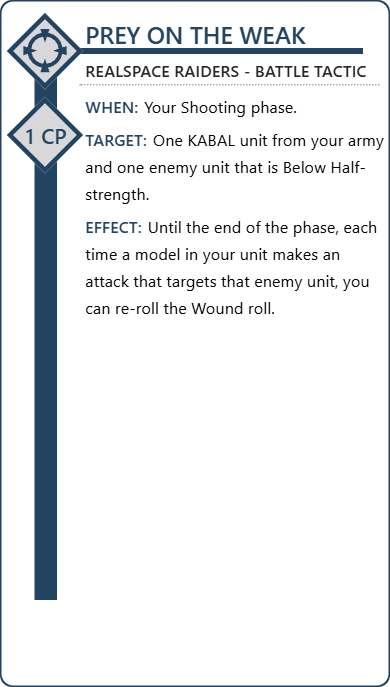 PREY ON THE WEAK
REALSPACE RAIDERS - BATTLE TACTIC
1 CP
WHEN: Your Shooting phase.
TARGET: One KABAL unit from your army
and one enemy unit that is Below Half-
strength.
EFFECT: Until the end of the phase, each
time a model in your unit makes an
attack that targets that enemy unit, you
can re-roll the Wound roll.